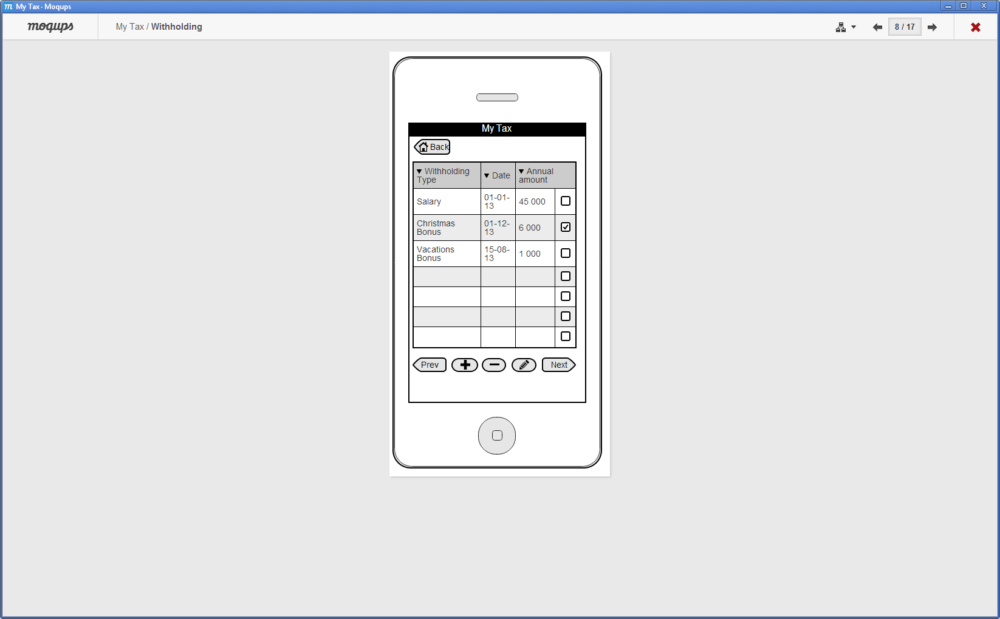 m My Tax · Moqups
moqups
My Tax / Withholding
8 / 17
My Tax
Back
▼ Withholding
Type
▼ Date
▼ Annual
amount
Salary
01-01-
13
45 000
Christmas
Bonus
01-12-
13
6 000
Vacations
Bonus
15-08-
13
1 000
Prev
Next